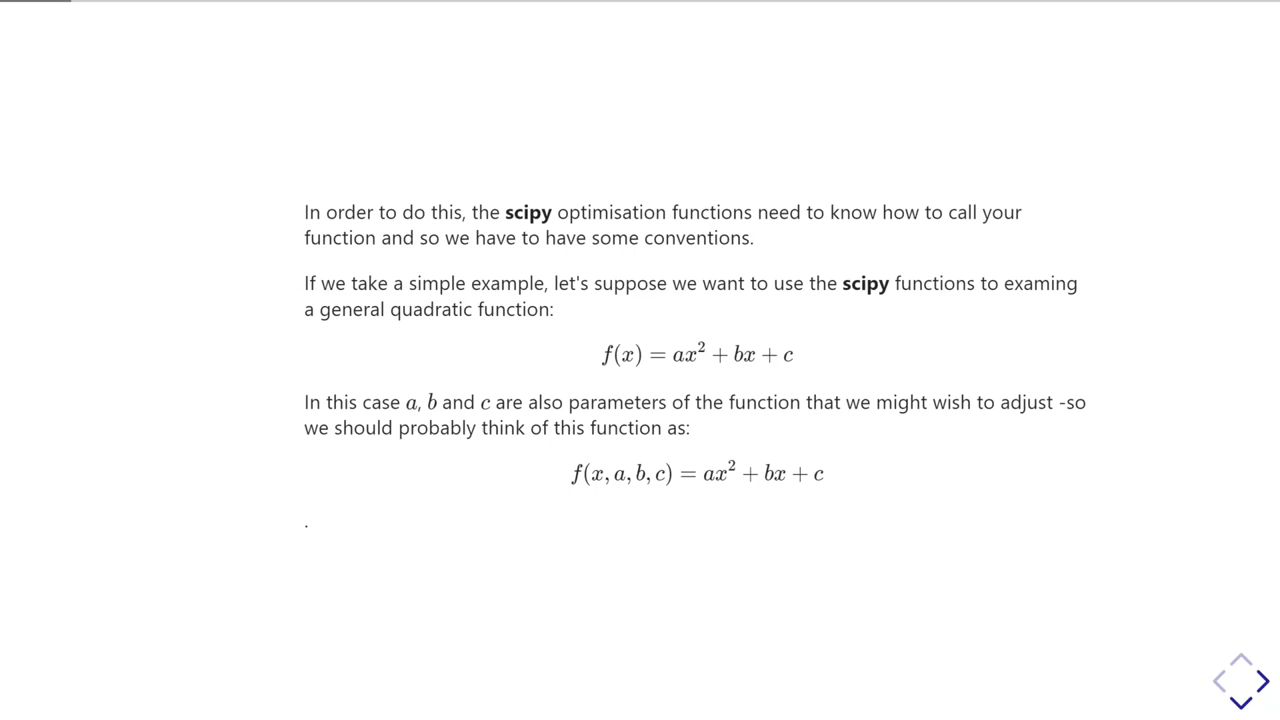 In order to do this, the scipy optimisation functions need to know how to call your
function and so we have to have some conventions.
If we take a simple example, let's suppose we want to use the scipy functions to examing
a general quadratic function:
f(x) = ax² + bx + c
In this case a, b and c are also parameters of the function that we might wish to adjust -so
we should probably think of this function as:
f(x, a, b, c) = ax² + bx + c
.